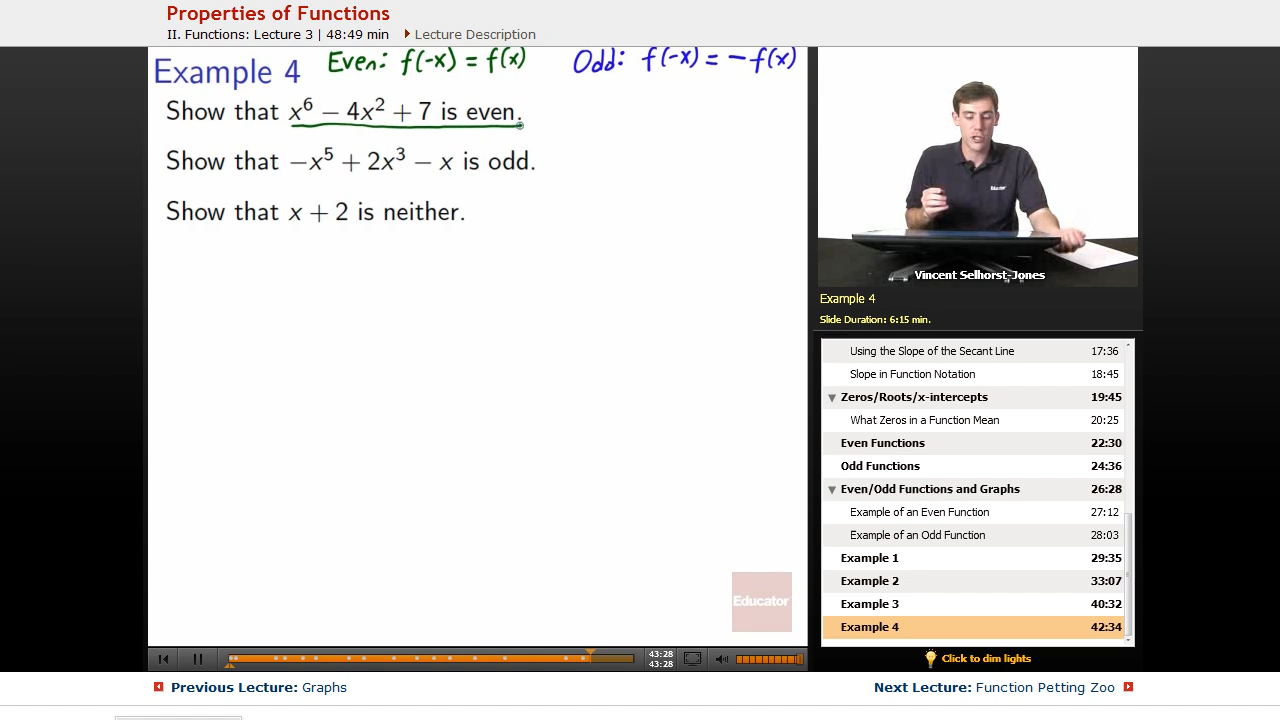 Properties of Functions
II. Functions: Lecture 3 | 48:49 min Lecture Description
Even: f(-x) = f(x) Odd: f(-x) = -f(x)
Example 4
Show that x⁶ − 4x² + 7 is even.
Show that −x⁵ + 2x³ − x is odd.
Show that x + 2 is neither.
Educator
Educator
Vincent Selhorst-Jones
Example 4
Slide Duration: 6:15 min.
Using the Slope of the Secant Line 17:36
Slope in Function Notation 18:45
Zeros/Roots/x-intercepts 19:45
What Zeros in a Function Mean 20:25
Even Functions 22:30
Odd Functions 24:36
Even/Odd Functions and Graphs 26:28
Example of an Even Function 27:12
Example of an Odd Function 28:03
Example 1 29:35
Example 2 33:07
Example 3 40:32
Example 4 42:34
43:28
43:28
Click to dim lights
Previous Lecture: Graphs
Next Lecture: Function Petting Zoo